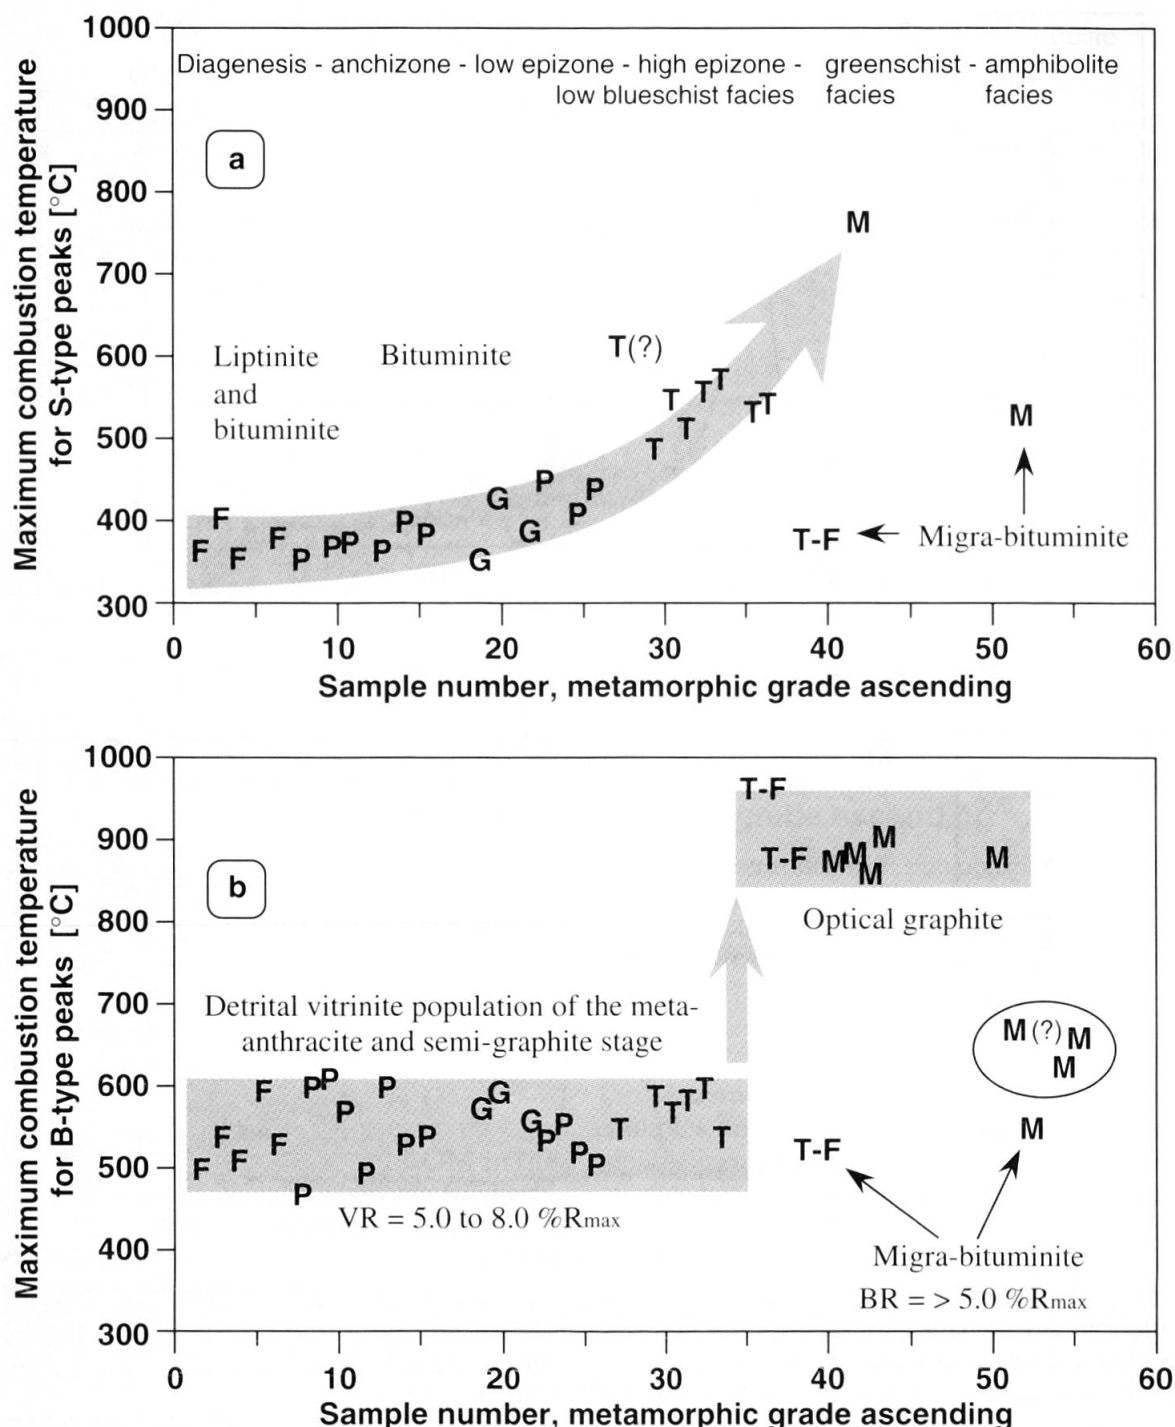 1000
900
800
700
600
500
400
300
Maximum combustion temperature
for S-type peaks [°C]
Diagenesis - anchizone - low epizone - high epizone - greenschist - amphibolite
low blueschist facies facies facies
a
M
T(?)
Liptinite
and
bituminite
Bituminite
T T T T T T T
M
F F F F P P P P P P G G G P P P
T-F
Migra-bituminite
0 10 20 30 40 50 60
Sample number, metamorphic grade ascending
1000
900
800
700
600
500
400
300
Maximum combustion temperature
for B-type peaks [°C]
b
T-F
T-F M M M M M
Optical graphite
Detrital vitrinite population of the meta-
anthracite and semi-graphite stage
M (?) M
M
F F F F F P P P P P P P P G G G P P P P T T T T T T
M
T-F
VR = 5.0 to 8.0 %Rmax
Migra-bituminite
BR = > 5.0 %Rmax
0 10 20 30 40 50 60
Sample number, metamorphic grade ascending